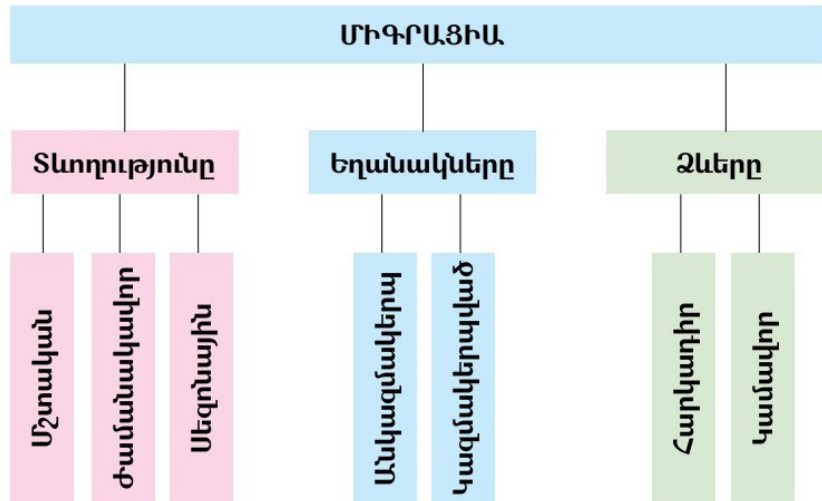 ՄԻԳՐԱՑԻԱ
Տևողությունը
Եղանակները
Ձևերը
Մշտական
Ժամանակավոր
Սեզոնային
Անկազմակերպ
Կազմակերպված
Հարկադիր
Կամավոր